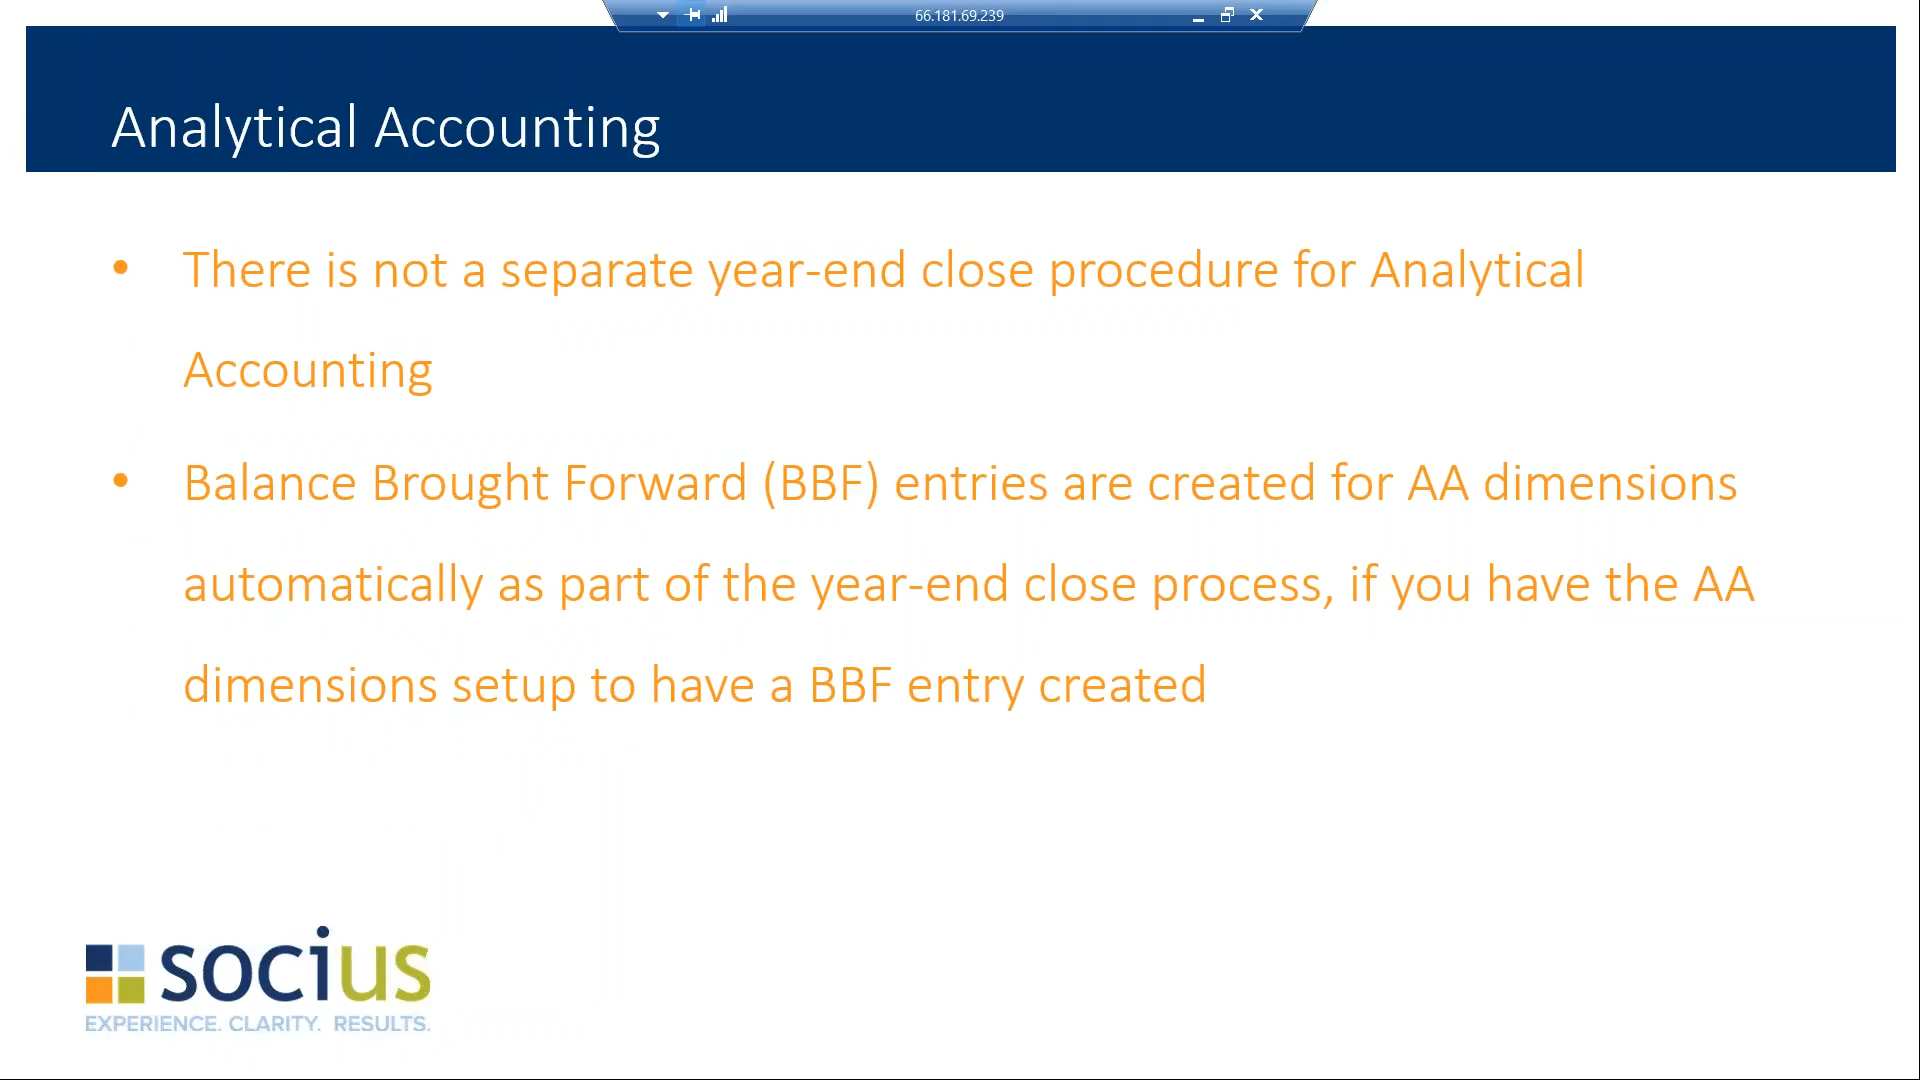 66.181.69.239
Analytical Accounting
• There is not a separate year-end close procedure for Analytical
Accounting
• Balance Brought Forward (BBF) entries are created for AA dimensions
automatically as part of the year-end close process, if you have the AA
dimensions setup to have a BBF entry created
socius
EXPERIENCE. CLARITY. RESULTS.